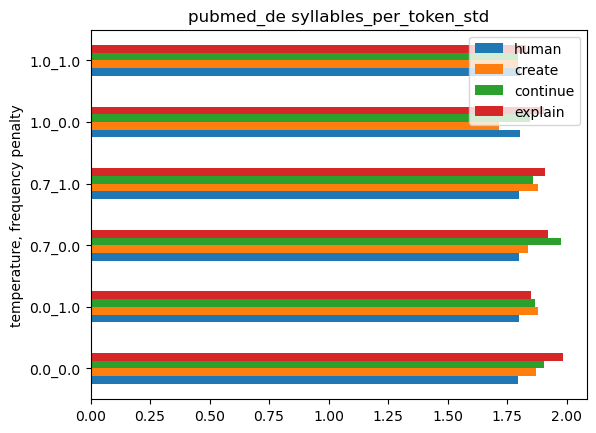 pubmed_de syllables_per_token_std
temperature, frequency penalty
1.0_1.0
1.0_0.0
0.7_1.0
0.7_0.0
0.0_1.0
0.0_0.0
human
create
continue
explain
0.00 0.25 0.50 0.75 1.00 1.25 1.50 1.75 2.00